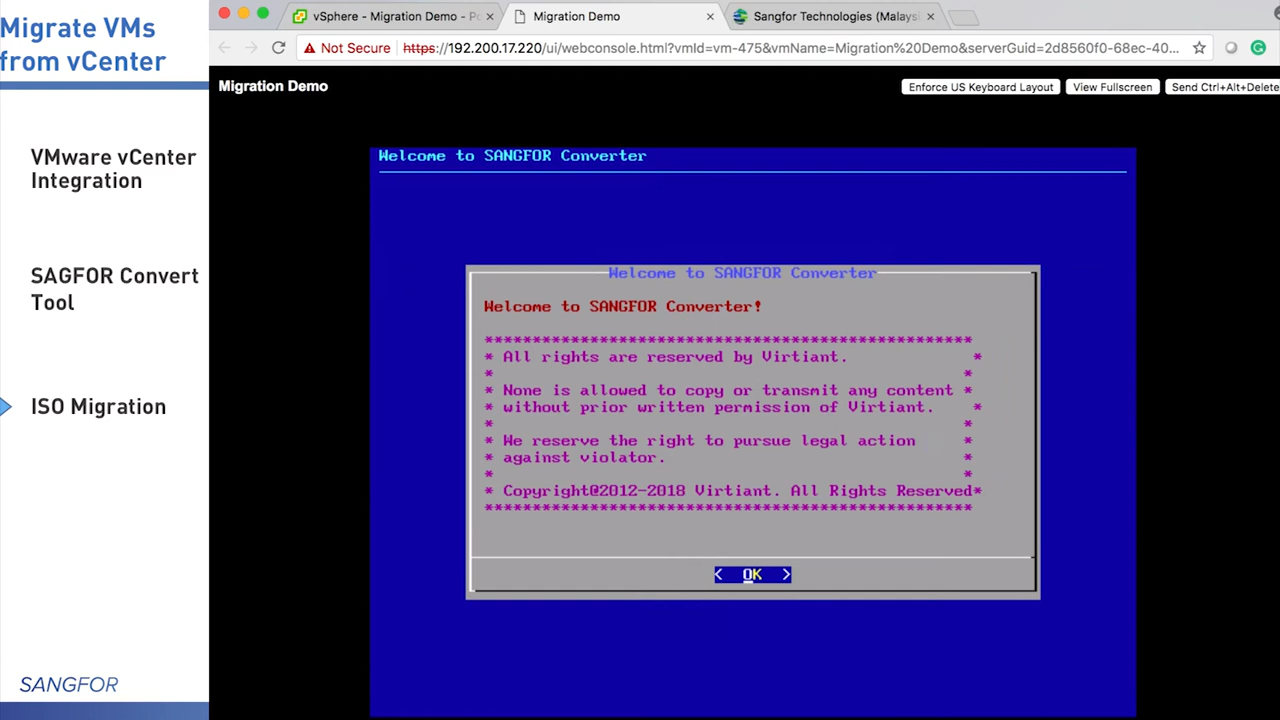 Migrate VMs
from vCenter
VMware vCenter
Integration
SAGFOR Convert
Tool
ISO Migration
SANGFOR
vSphere - Migration Demo - Po
Migration Demo
Sangfor Technologies (Malays
Not Secure https://192.200.17.220/ui/webconsole.html?vmId=vm-475&vmName=Migration%20Demo&serverGuid=2d8560f0-68ec-40...
Migration Demo
Enforce US Keyboard Layout
View Fullscreen
Send Ctrl+Alt+Delete
Welcome to SANGFOR Converter
Welcome to SANGFOR Converter
Welcome to SANGFOR Converter!
***************************************************
* All rights are reserved by Virtiant. *
* *
* None is allowed to copy or transmit any content *
* without prior written permission of Virtiant. *
* *
* We reserve the right to pursue legal action *
* against violator. *
* *
* Copyright@2012-2018 Virtiant. All Rights Reserved*
***************************************************
< OK >